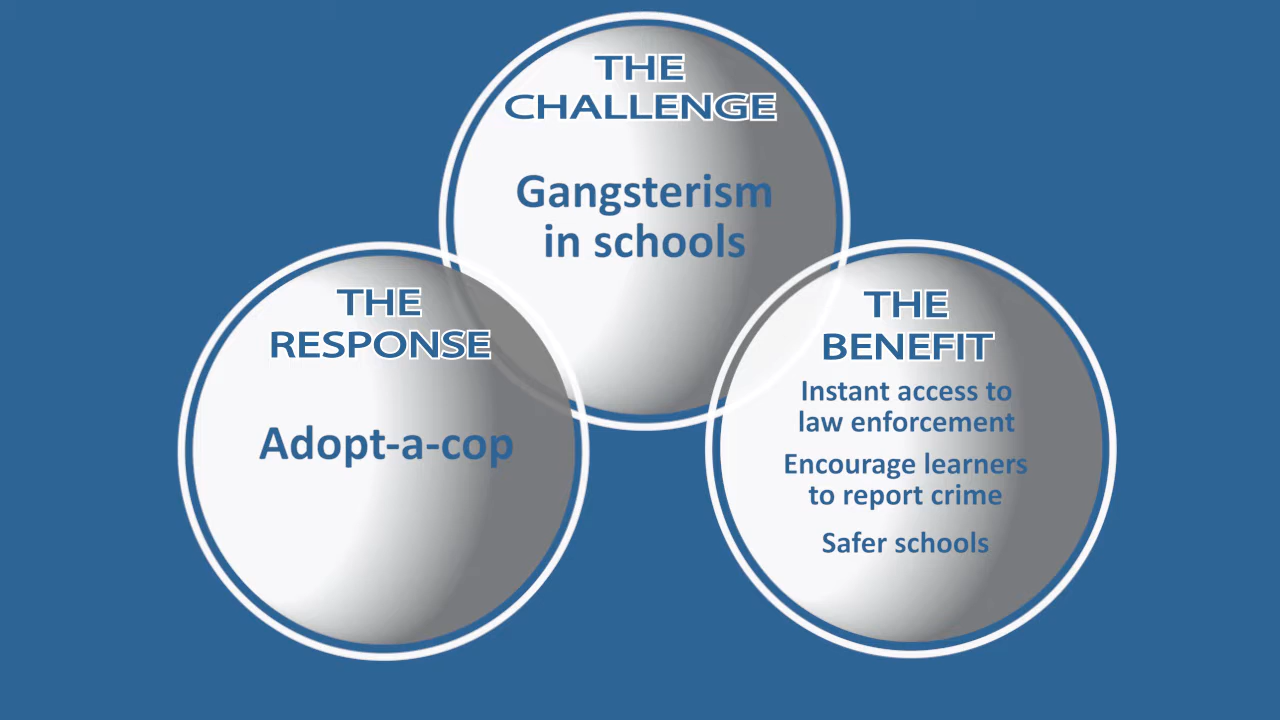 THE
CHALLENGE
Gangsterism
in schools
THE
RESPONSE
Adopt-a-cop
THE
BENEFIT
Instant access to
law enforcement
Encourage learners
to report crime
Safer schools